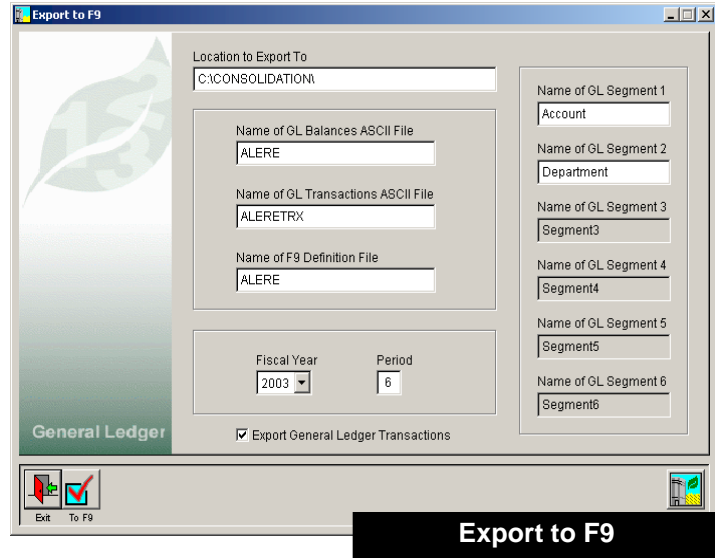 Export to F9
Location to Export To
C:\CONSOLIDATION\
Name of GL Balances ASCII File
ALERE
Name of GL Transactions ASCII File
ALERETRX
Name of F9 Definition File
ALERE
Fiscal Year
Period
2003
6
Export General Ledger Transactions
Name of GL Segment 1
Account
Name of GL Segment 2
Department
Name of GL Segment 3
Segment3
Name of GL Segment 4
Segment4
Name of GL Segment 5
Segment5
Name of GL Segment 6
Segment6
General Ledger
Exit
To F9
Export to F9